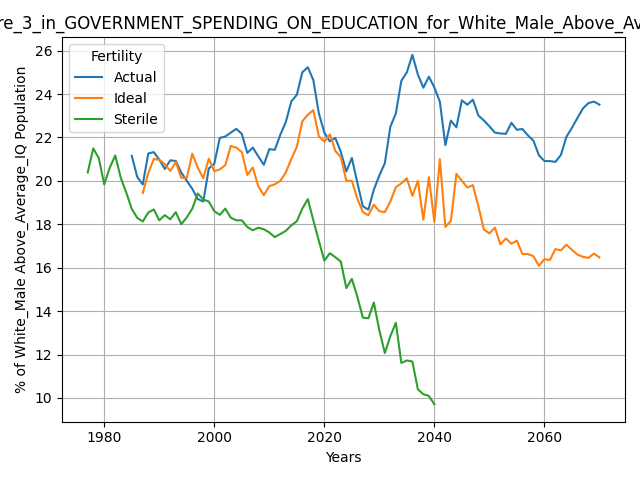 re_3_in_GOVERNMENT_SPENDING_ON_EDUCATION_for_White_Male_Above_Av
Fertility
Actual
Ideal
Sterile
% of White_Male Above_Average_IQ Population
26
24
22
20
18
16
14
12
10
1980
2000
2020
2040
2060
Years